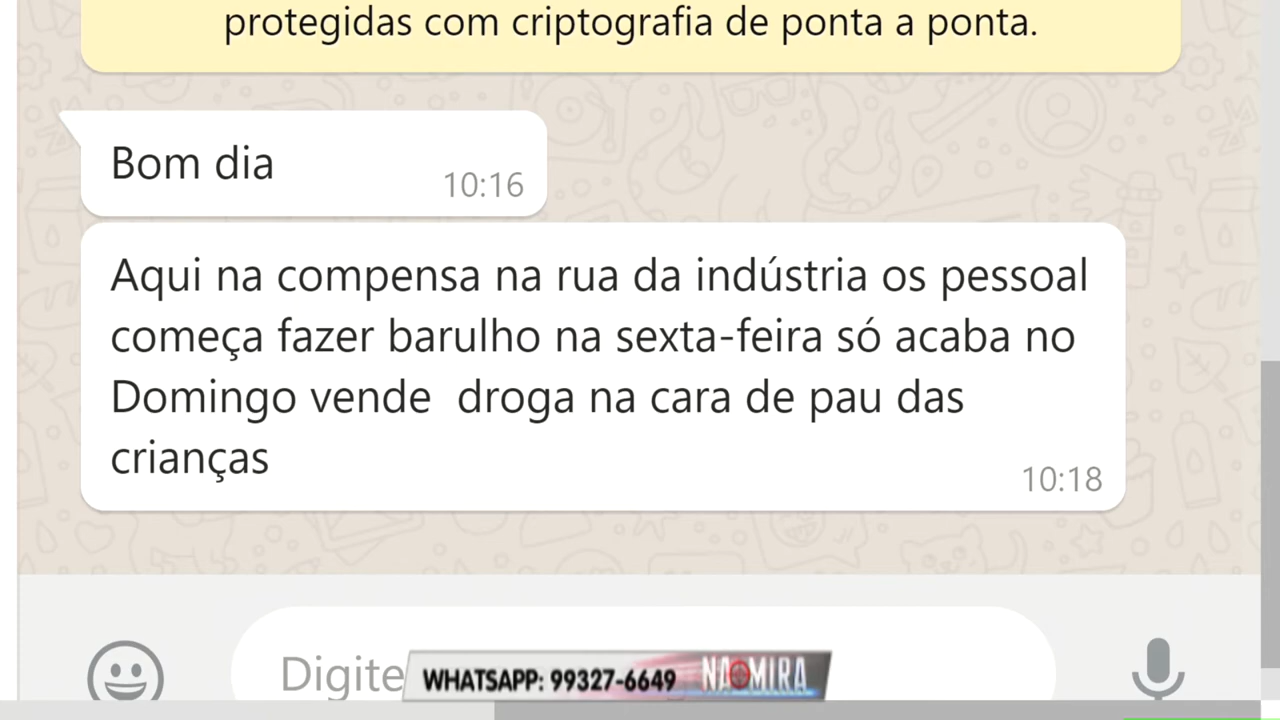 protegidas com criptografia de ponta a ponta.
Bom dia
10:16
Aqui na compensa na rua da indústria os pessoal
começa fazer barulho na sexta-feira só acaba no
Domingo vende droga na cara de pau das
crianças
10:18
Digite
WHATSAPP: 99327-6649 NA MIRA